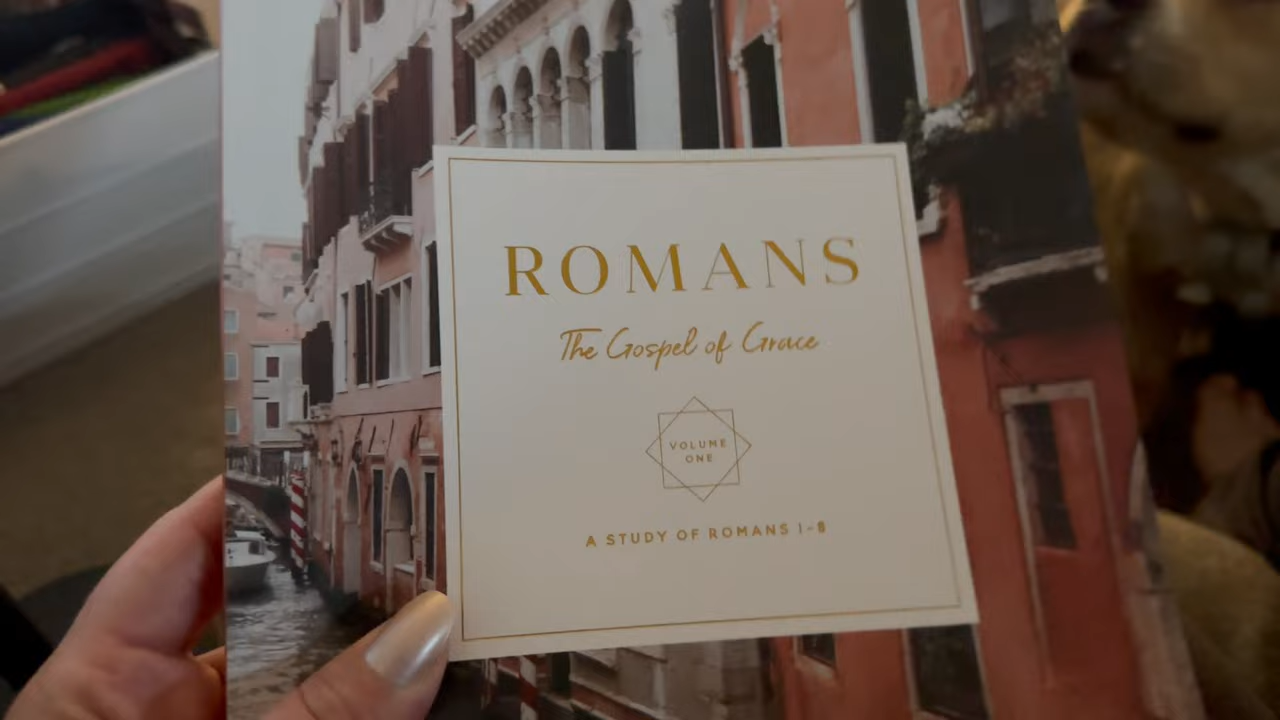 ROMANS
The Gospel of Grace
VOLUME
ONE
A STUDY OF ROMANS 1-8